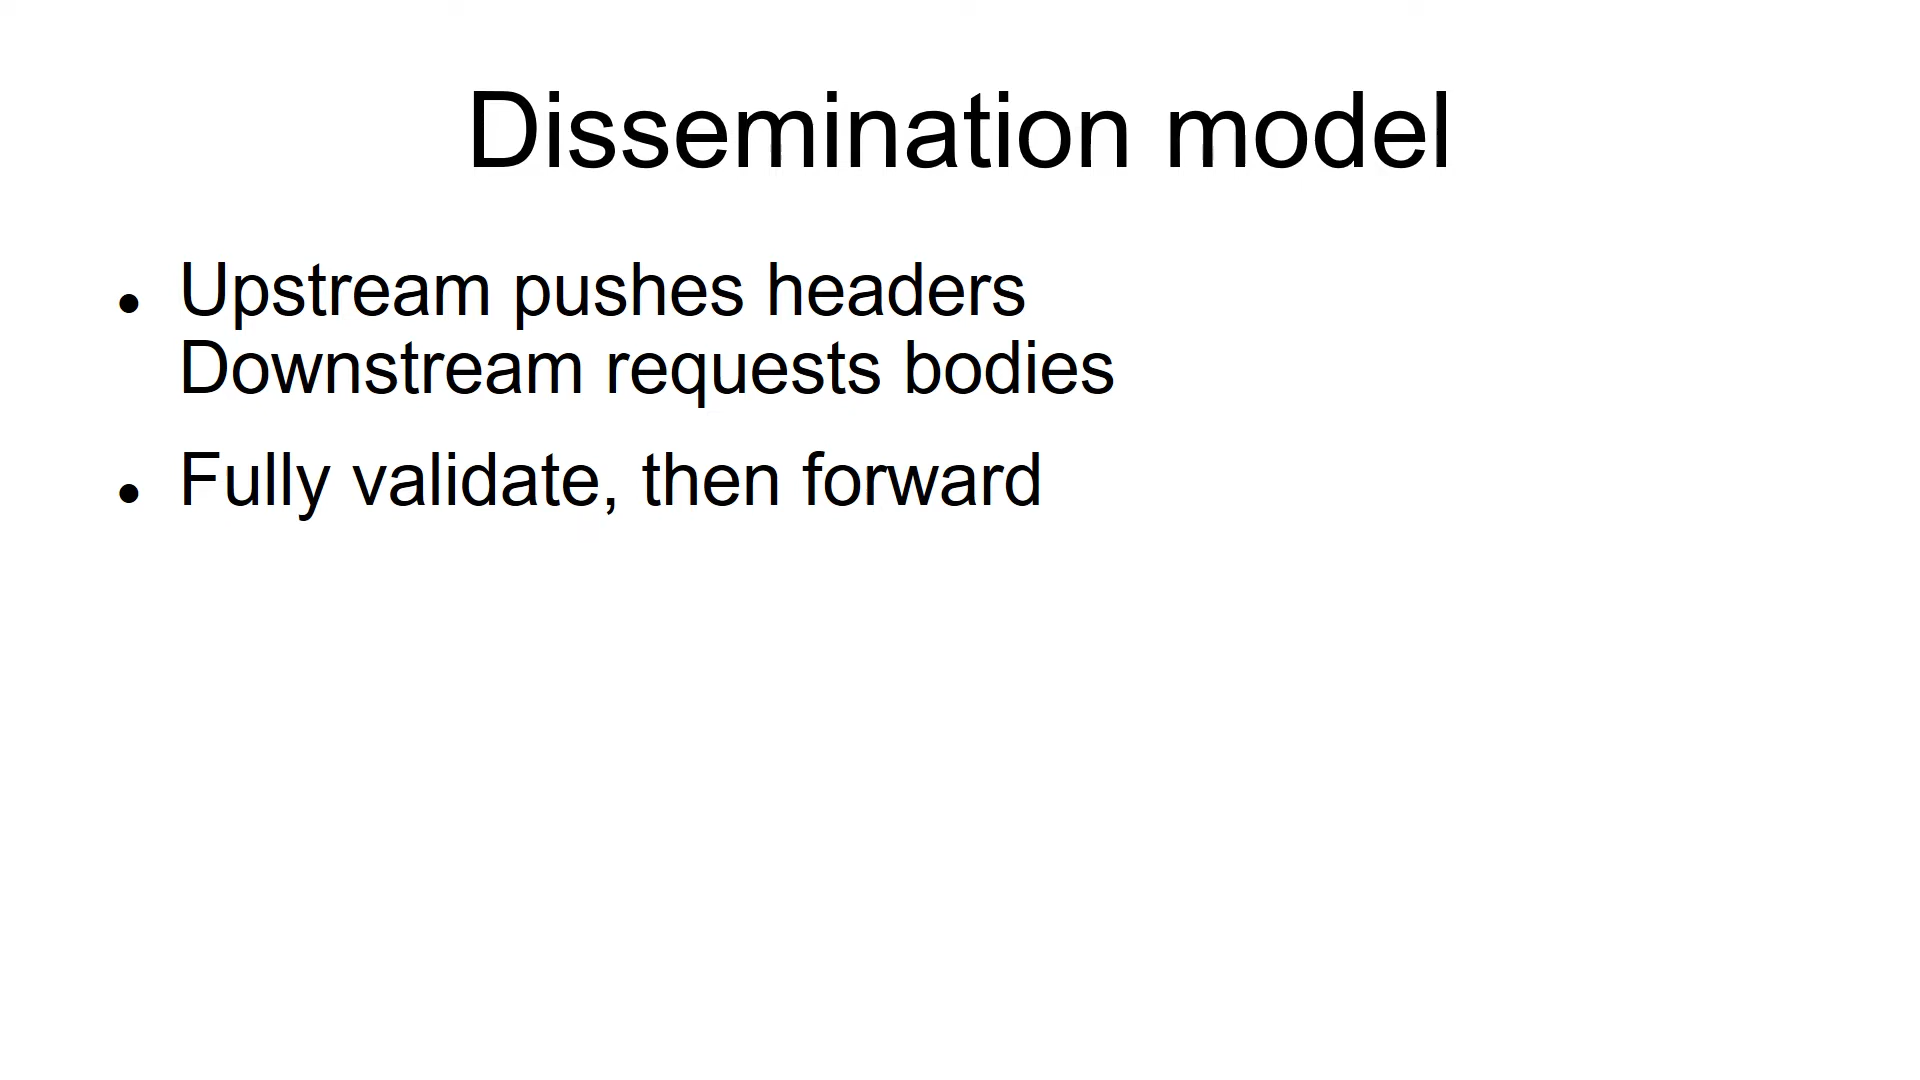 Dissemination model
• Upstream pushes headers
Downstream requests bodies
• Fully validate, then forward